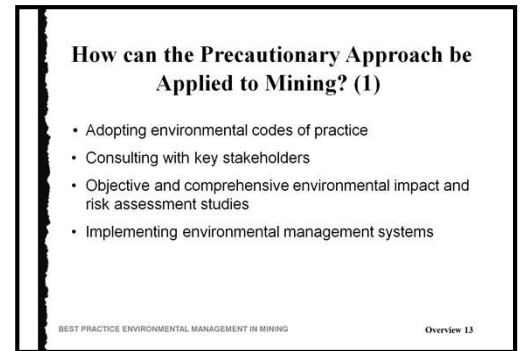 How can the Precautionary Approach be
Applied to Mining? (1)
• Adopting environmental codes of practice
• Consulting with key stakeholders
• Objective and comprehensive environmental impact and
risk assessment studies
• Implementing environmental management systems
BEST PRACTICE ENVIRONMENTAL MANAGEMENT IN MINING
Overview 13